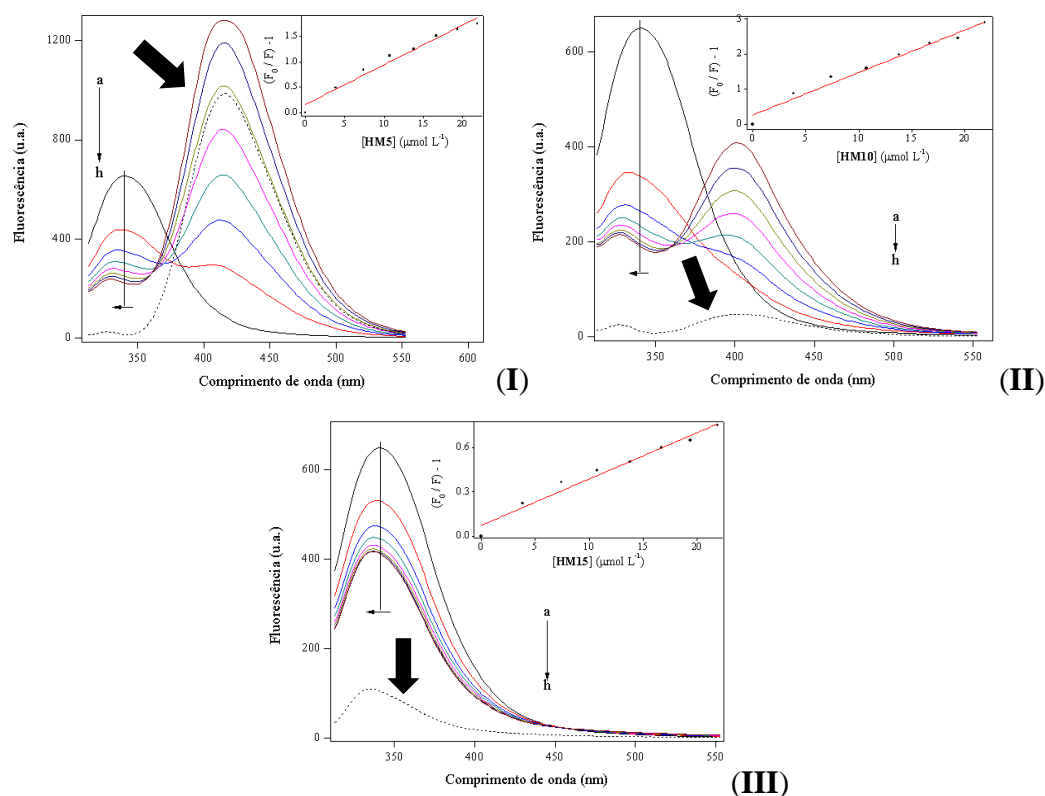 1200
900
600
300
0
Fluorescência (u.a.)
a
h
350
400
450
500
550
600
Comprimento de onda (nm)
1.5
1.0
0.5
0.0
(F0 / F) - 1
0
5
10
15
20
[HM5] (μmol L-1)
(I)
600
400
200
0
Fluorescência (u.a.)
a
h
350
400
450
500
550
Comprimento de onda (nm)
3
2
1
0
(F0 / F) - 1
0
5
10
15
20
[HM10] (μmol L-1)
(II)
600
400
200
0
Fluorescência (u.a.)
a
h
350
400
450
500
550
Comprimento de onda (nm)
0.6
0.3
0.0
(F0 / F) - 1
0
5
10
15
20
[HM15] (μmol L-1)
(III)